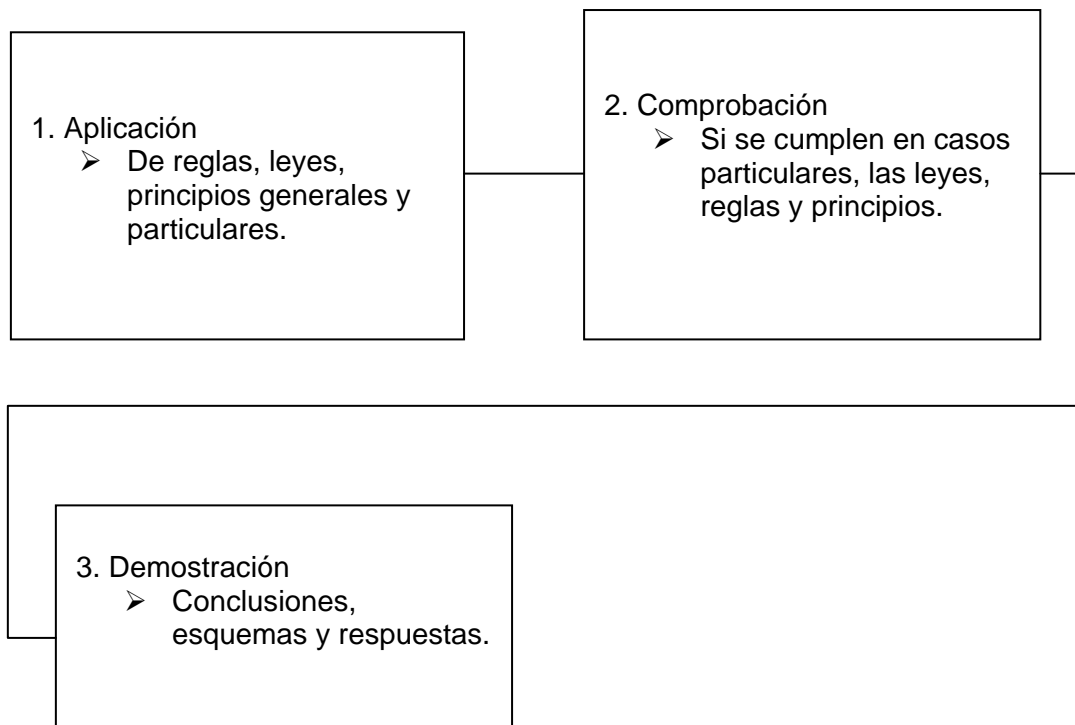 1. Aplicación
➢ De reglas, leyes,
principios generales y
particulares.
2. Comprobación
➢ Si se cumplen en casos
particulares, las leyes,
reglas y principios.
3. Demostración
➢ Conclusiones,
esquemas y respuestas.